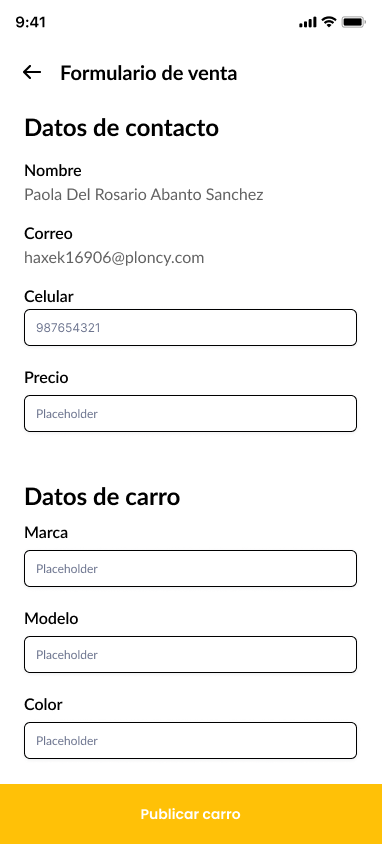 9:41
Formulario de venta
Datos de contacto
Nombre
Paola Del Rosario Abanto Sanchez
Correo
haxek16906@ploncy.com
Celular
987654321
Precio
Placeholder
Datos de carro
Marca
Placeholder
Modelo
Placeholder
Color
Placeholder
Publicar carro